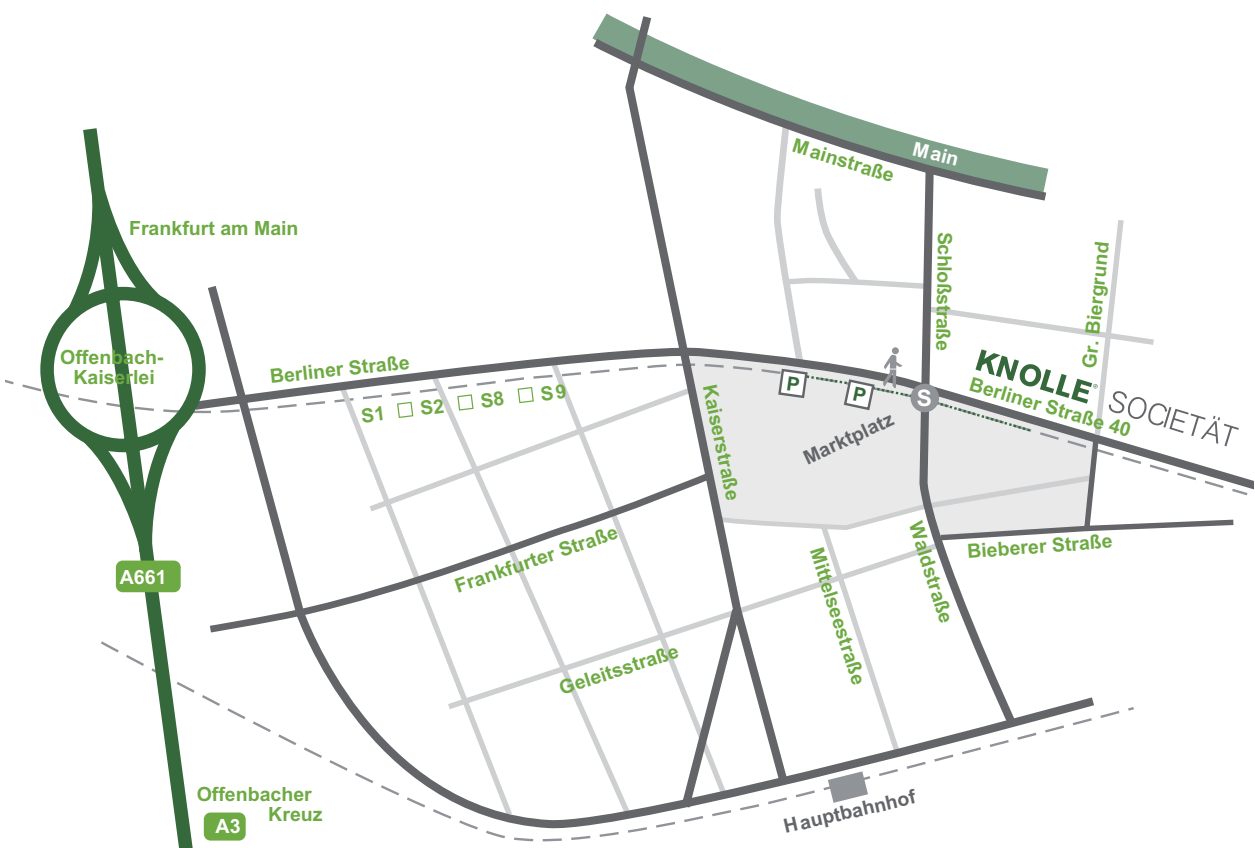 Main
Mainstraße
Frankfurt am Main
Schloßstraße
Gr. Biergrund
Offenbach-
Kaiserlei
Berliner Straße
S1 □ S2 □ S8 □ S9
P
P
S
KNOLLE®
SOCIETÄT
Berliner Straße 40
Kaiserstraße
Marktplatz
Frankfurter Straße
Bieberer Straße
Waldstraße
Mittelseestraße
A661
Geleitsstraße
Offenbacher
Kreuz
A3
Hauptbahnhof